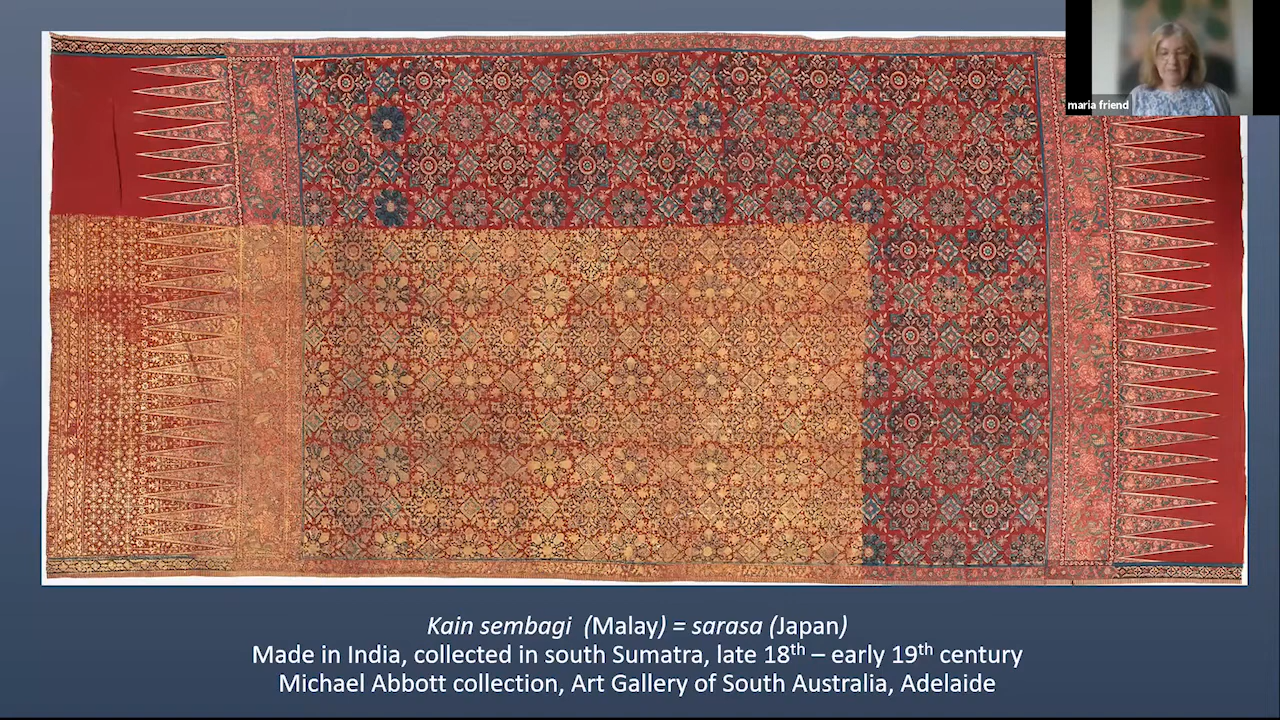 maria friend
Kain sembagi (Malay) = sarasa (Japan)
Made in India, collected in south Sumatra, late 18th – early 19th century
Michael Abbott collection, Art Gallery of South Australia, Adelaide